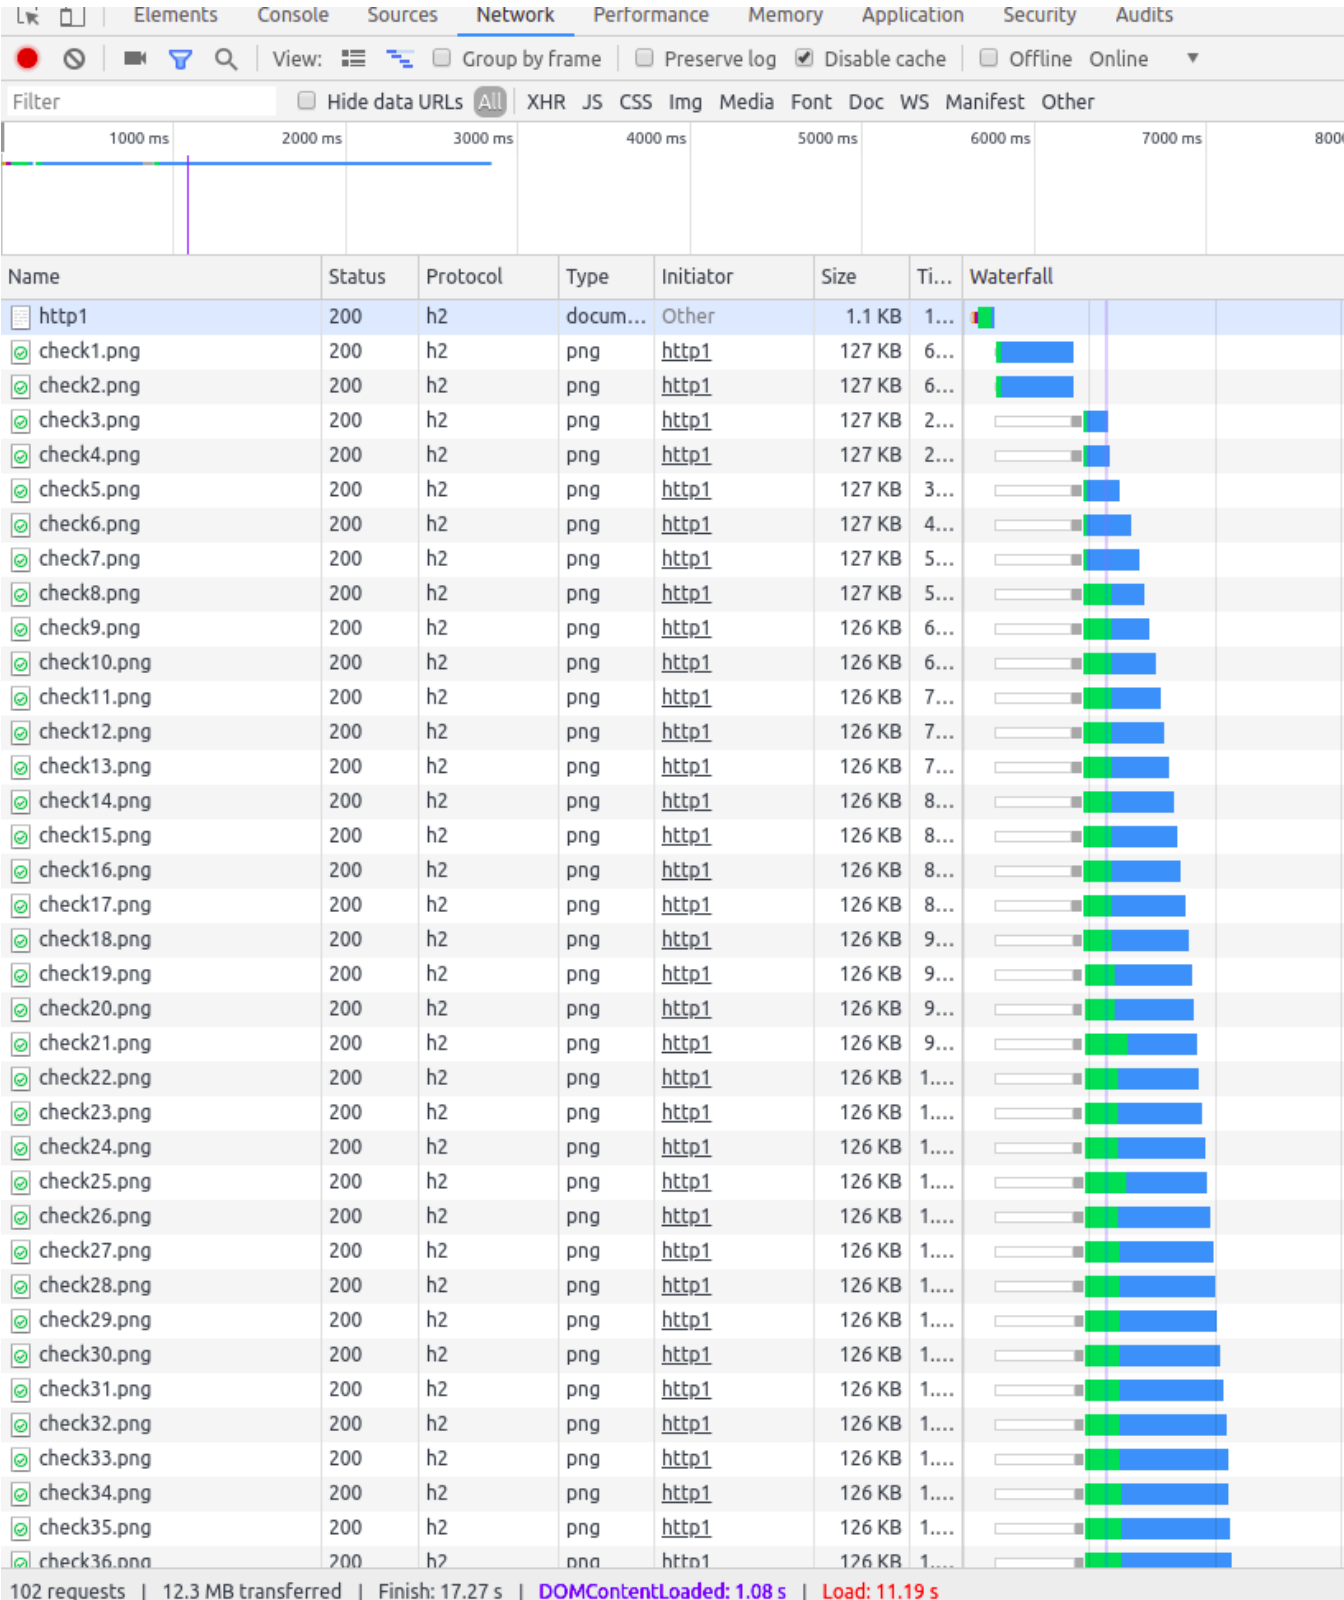 Elements Console Sources Network Performance Memory Application Security Audits
View: Group by frame Preserve log Disable cache Offline Online
Filter Hide data URLs All XHR JS CSS Img Media Font Doc WS Manifest Other
1000 ms 2000 ms 3000 ms 4000 ms 5000 ms 6000 ms 7000 ms 800
Name Status Protocol Type Initiator Size Ti... Waterfall
http1 200 h2 docum... Other 1.1 KB 1...
check1.png 200 h2 png http1 127 KB 6...
check2.png 200 h2 png http1 127 KB 6...
check3.png 200 h2 png http1 127 KB 2...
check4.png 200 h2 png http1 127 KB 2...
check5.png 200 h2 png http1 127 KB 3...
check6.png 200 h2 png http1 127 KB 4...
check7.png 200 h2 png http1 127 KB 5...
check8.png 200 h2 png http1 127 KB 5...
check9.png 200 h2 png http1 126 KB 6...
check10.png 200 h2 png http1 126 KB 6...
check11.png 200 h2 png http1 126 KB 7...
check12.png 200 h2 png http1 126 KB 7...
check13.png 200 h2 png http1 126 KB 7...
check14.png 200 h2 png http1 126 KB 8...
check15.png 200 h2 png http1 126 KB 8...
check16.png 200 h2 png http1 126 KB 8...
check17.png 200 h2 png http1 126 KB 8...
check18.png 200 h2 png http1 126 KB 9...
check19.png 200 h2 png http1 126 KB 9...
check20.png 200 h2 png http1 126 KB 9...
check21.png 200 h2 png http1 126 KB 9...
check22.png 200 h2 png http1 126 KB 1....
check23.png 200 h2 png http1 126 KB 1....
check24.png 200 h2 png http1 126 KB 1....
check25.png 200 h2 png http1 126 KB 1....
check26.png 200 h2 png http1 126 KB 1....
check27.png 200 h2 png http1 126 KB 1....
check28.png 200 h2 png http1 126 KB 1....
check29.png 200 h2 png http1 126 KB 1....
check30.png 200 h2 png http1 126 KB 1....
check31.png 200 h2 png http1 126 KB 1....
check32.png 200 h2 png http1 126 KB 1....
check33.png 200 h2 png http1 126 KB 1....
check34.png 200 h2 png http1 126 KB 1....
check35.png 200 h2 png http1 126 KB 1....
check36.png 200 h2 png http1 126 KB 1....
102 requests | 12.3 MB transferred | Finish: 17.27 s | DOMContentLoaded: 1.08 s | Load: 11.19 s